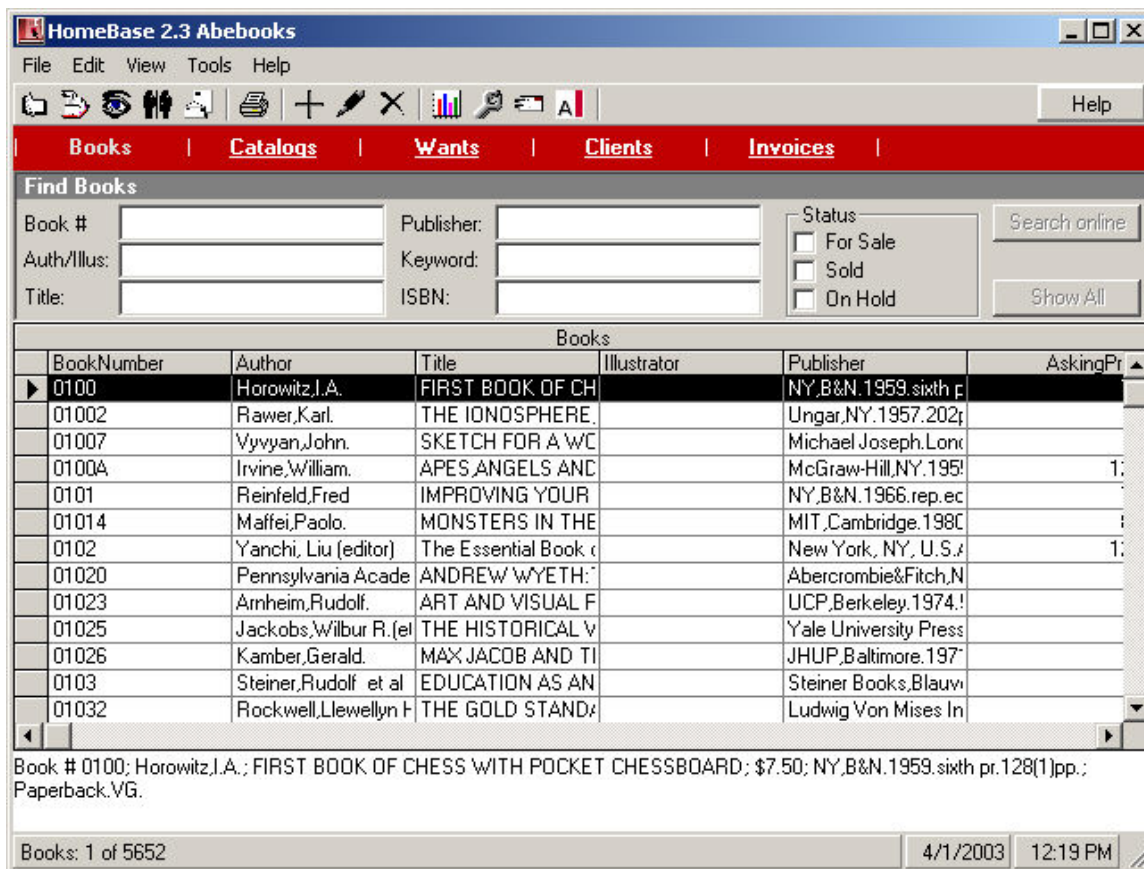 HomeBase 2.3 Abebooks
File Edit View Tools Help
A Help
Books | Catalogs | Wants | Clients | Invoices |
Find Books
Book # Publisher: Status Search online
For Sale
Auth/Illus: Keyword:
Sold
Title: ISBN: On Hold Show All
Books
BookNumber Author Title Illustrator Publisher AskingPr
0100 Horowitz,I.A. FIRST BOOK OF CH NY,B&N.1959.sixth p
01002 Rawer,Karl. THE IONOSPHERE. Ungar,NY.1957.202
01007 Vyvyan,John. SKETCH FOR A WO Michael Joseph.Lon
0100A Irvine,William. APES,ANGELS AND McGraw-Hill,NY.195
0101 Reinfeld,Fred IMPROVING YOUR NY,B&N.1966.rep.ec
01014 Maffei,Paolo. MONSTERS IN THE MIT,Cambridge.1980
0102 Yanchi, Liu (editor) The Essential Book New York, NY, U.S.
01020 Pennsylvania Acade ANDREW WYETH: Abercrombie&Fitch,N
01023 Arnheim,Rudolf. ART AND VISUAL UCP,Berkeley.1974.
01025 Jackobs,Wilbur R.(e THE HISTORICAL V Yale University Press
01026 Kamber,Gerald. MAX JACOB AND JHUP,Baltimore.197
0103 Steiner,Rudolf et al EDUCATION AS AN Steiner Books,Blauv
01032 Rockwell,Llewellyn THE GOLD STAND Ludwig Von Mises In
Book # 0100; Horowitz,I.A.; FIRST BOOK OF CHESS WITH POCKET CHESSBOARD; $7.50; NY,B&N.1959.sixth pr.128(1)pp.;
Paperback.VG.
Books: 1 of 5652 4/1/2003 12:19 PM